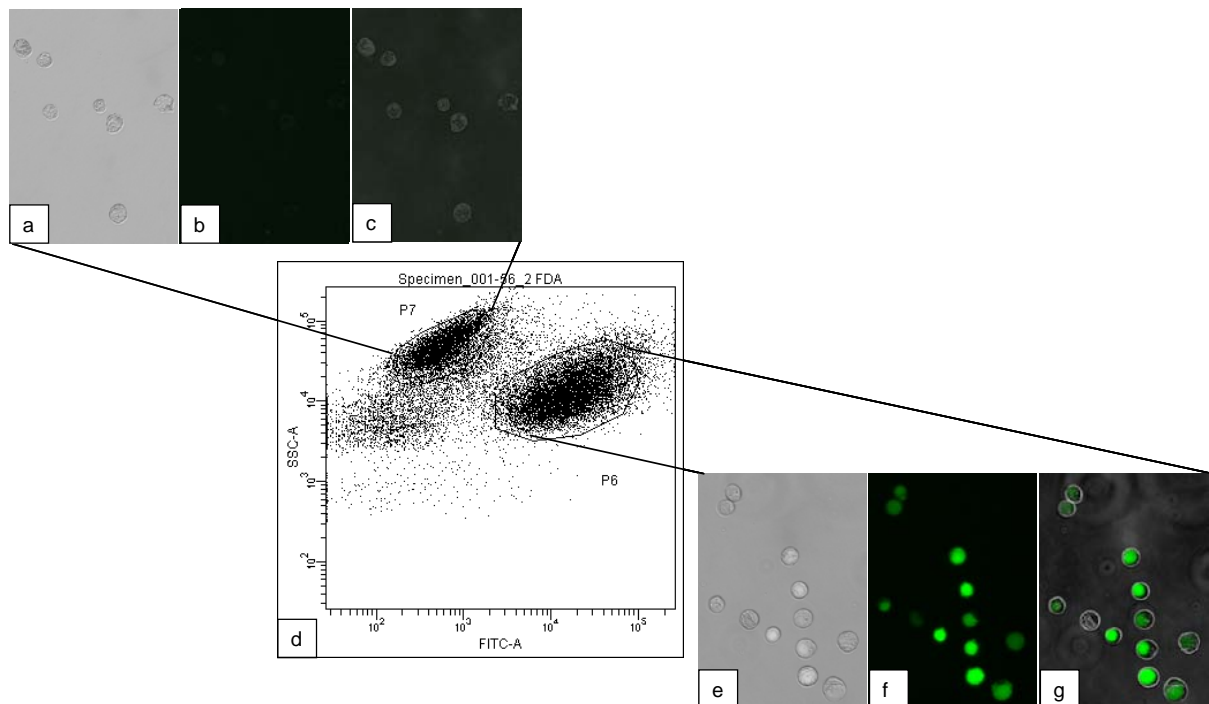 a
b
c
Specimen_001-56_2 FDA
P7
10^5
10^4
SSC-A
10^3
P6
10^2
10^2
10^3
10^4
10^5
d
FITC-A
e
f
g